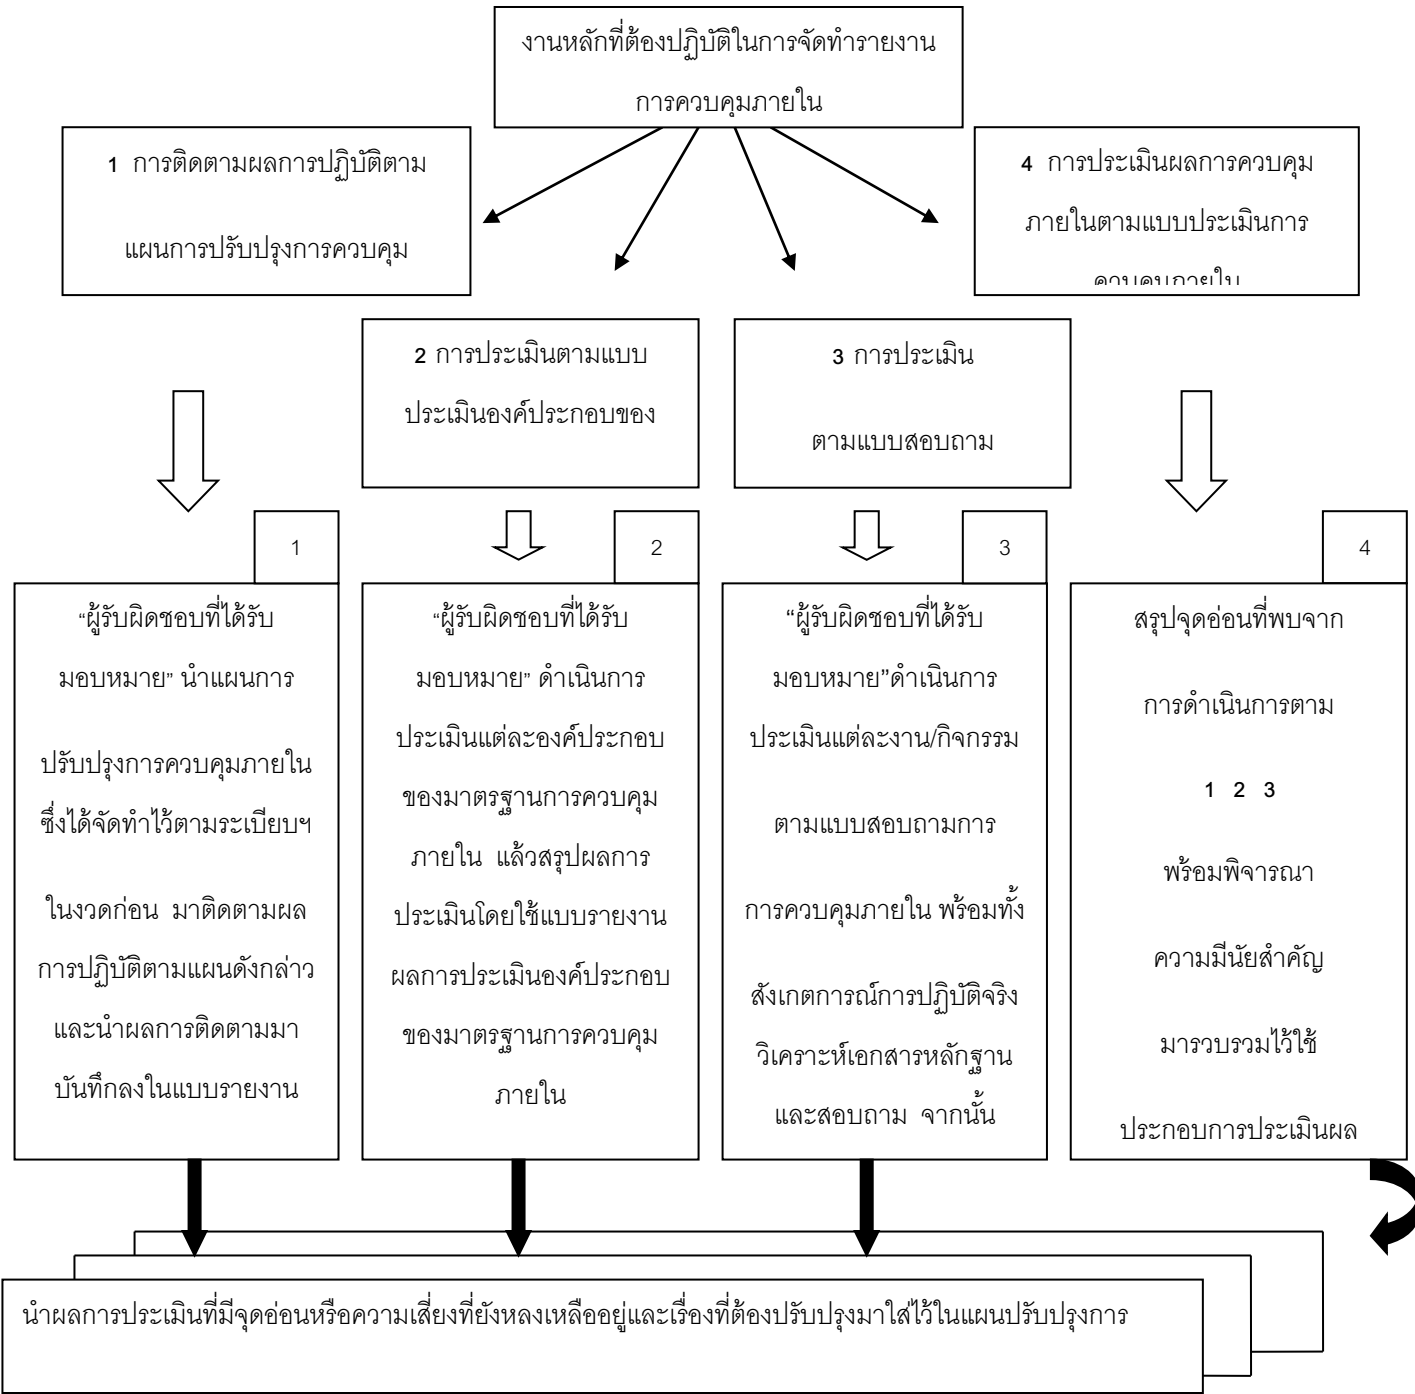 งานหลักที่ต้องปฏิบัติในการจัดทำรายงาน
การควบคุมภายใน
1 การติดตามผลการปฏิบัติตาม
แผนการปรับปรุงการควบคุม
4 การประเมินผลการควบคุม
ภายในตามแบบประเมินการ
ควบคุมภายใน
2 การประเมินตามแบบ
ประเมินองค์ประกอบของ
3 การประเมิน
ตามแบบสอบถาม
1
“ผู้รับผิดชอบที่ได้รับ
มอบหมาย” นำแผนการ
ปรับปรุงการควบคุมภายใน
ซึ่งได้จัดทำไว้ตามระเบียบฯ
ในงวดก่อน มาติดตามผล
การปฏิบัติตามแผนดังกล่าว
และนำผลการติดตามมา
บันทึกลงในแบบรายงาน
2
“ผู้รับผิดชอบที่ได้รับ
มอบหมาย” ดำเนินการ
ประเมินแต่ละองค์ประกอบ
ของมาตรฐานการควบคุม
ภายใน แล้วสรุปผลการ
ประเมินโดยใช้แบบรายงาน
ผลการประเมินองค์ประกอบ
ของมาตรฐานการควบคุม
ภายใน
3
“ผู้รับผิดชอบที่ได้รับ
มอบหมาย”ดำเนินการ
ประเมินแต่ละงาน/กิจกรรม
ตามแบบสอบถามการ
การควบคุมภายใน พร้อมทั้ง
สังเกตการณ์การปฏิบัติจริง
วิเคราะห์เอกสารหลักฐาน
และสอบถาม จากนั้น
4
สรุปจุดอ่อนที่พบจาก
การดำเนินการตาม
1 2 3
พร้อมพิจารณา
ความมีนัยสำคัญ
มารวบรวมไว้ใช้
ประกอบการประเมินผล
นำผลการประเมินที่มีจุดอ่อนหรือความเสี่ยงที่ยังหลงเหลืออยู่และเรื่องที่ต้องปรับปรุงมาใส่ไว้ในแผนปรับปรุงการ